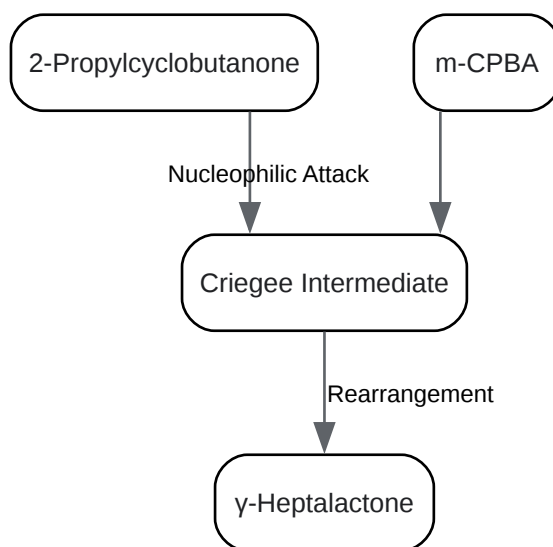 2-Propylcyclobutanone
m-CPBA
Nucleophilic Attack
Criegee Intermediate
Rearrangement
γ-Heptalactone